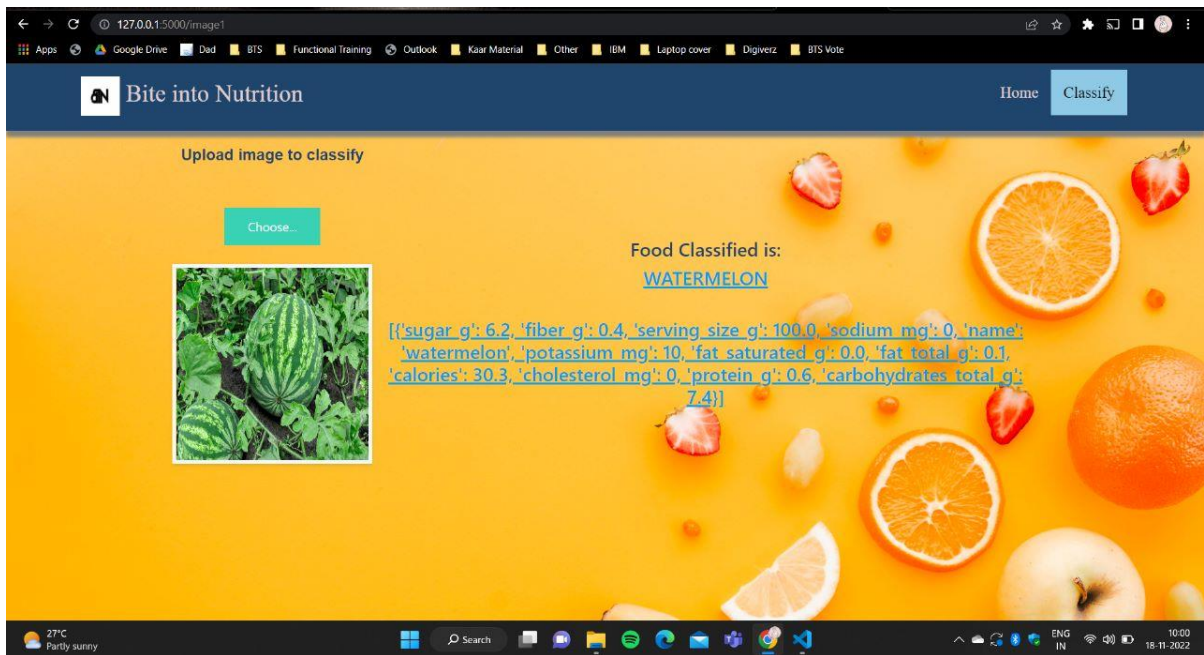 127.0.0.1:5000/image1
Apps Google Drive Dad BTS Functional Training Outlook Kaar Material Other IBM Laptop cover Digiverz BTS Vote
BN Bite into Nutrition Home Classify
Upload image to classify
Choose...
Food Classified is:
WATERMELON
[{'sugar_g': 6.2, 'fiber_g': 0.4, 'serving_size_g': 100.0, 'sodium_mg': 0, 'name':
'watermelon', 'potassium_mg': 10, 'fat_saturated_g': 0.0, 'fat_total_g': 0.1,
'calories': 30.3, 'cholesterol_mg': 0, 'protein_g': 0.6, 'carbohydrates_total_g':
7.4}]
27°C
Partly sunny
Search
ENG
IN
10:00
18-11-2022